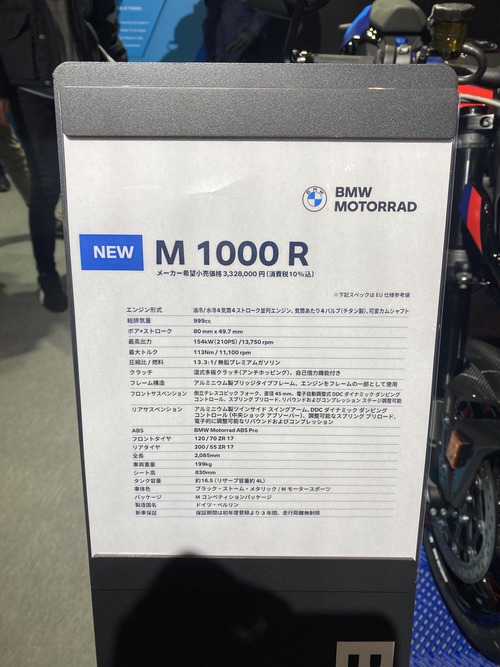 BMW
MOTORRAD
NEW M 1000 R
メーカー希望小売価格 3,328,000 円 (消費税10%込)
※下記スペックは EU 仕様参考値
エンジン形式 油冷/水冷4気筒4ストローク並列エンジン、気筒あたり4バルブ(チタン製)、可変カムシャフト
総排気量 999cc
ボア・ストローク 80 mm x 49.7 mm
最高出力 154kW (210PS) /13,750 rpm
最大トルク 113Nm / 11,100 rpm
圧縮比 / 燃料 13.3:1/ 無鉛プレミアムガソリン
クラッチ 湿式多板クラッチ(アンチホッピング)、自己倍力機能付き
フレーム構造 アルミニウム製ブリッジタイプフレーム、エンジンをフレームの一部として使用
フロントサスペンション 倒立テレスコピック フォーク、直径 45 mm、電子自動調整式 DDC ダイナミック ダンピング
コントロール、スプリング プリロード、リバウンドおよびコンプレッション ステージ調整可能
リアサスペンション アルミニウム製ツインサイド スイングアーム、DDC ダイナミック ダンピング
コントロール (中央ショック アブソーバー)、調整可能なスプリング プリロード、
電子的に調整可能なリバウンドおよびコンプレッション
ABS BMW Motorrad ABS Pro
フロントタイヤ 120/70 ZR 17
リアタイヤ 200/55 ZR 17
全長 2,085mm
車両重量 199kg
シート高 830mm
タンク容量 約16.5 (リザーブ容量約 4L)
車体色 ブラック・ストーム・メタリック / M モータースポーツ
パッケージ M コンペティションパッケージ
製造国名 ドイツ・ベルリン
新車保証 保証期間は初年度登録より 3 年間、走行距離無制限